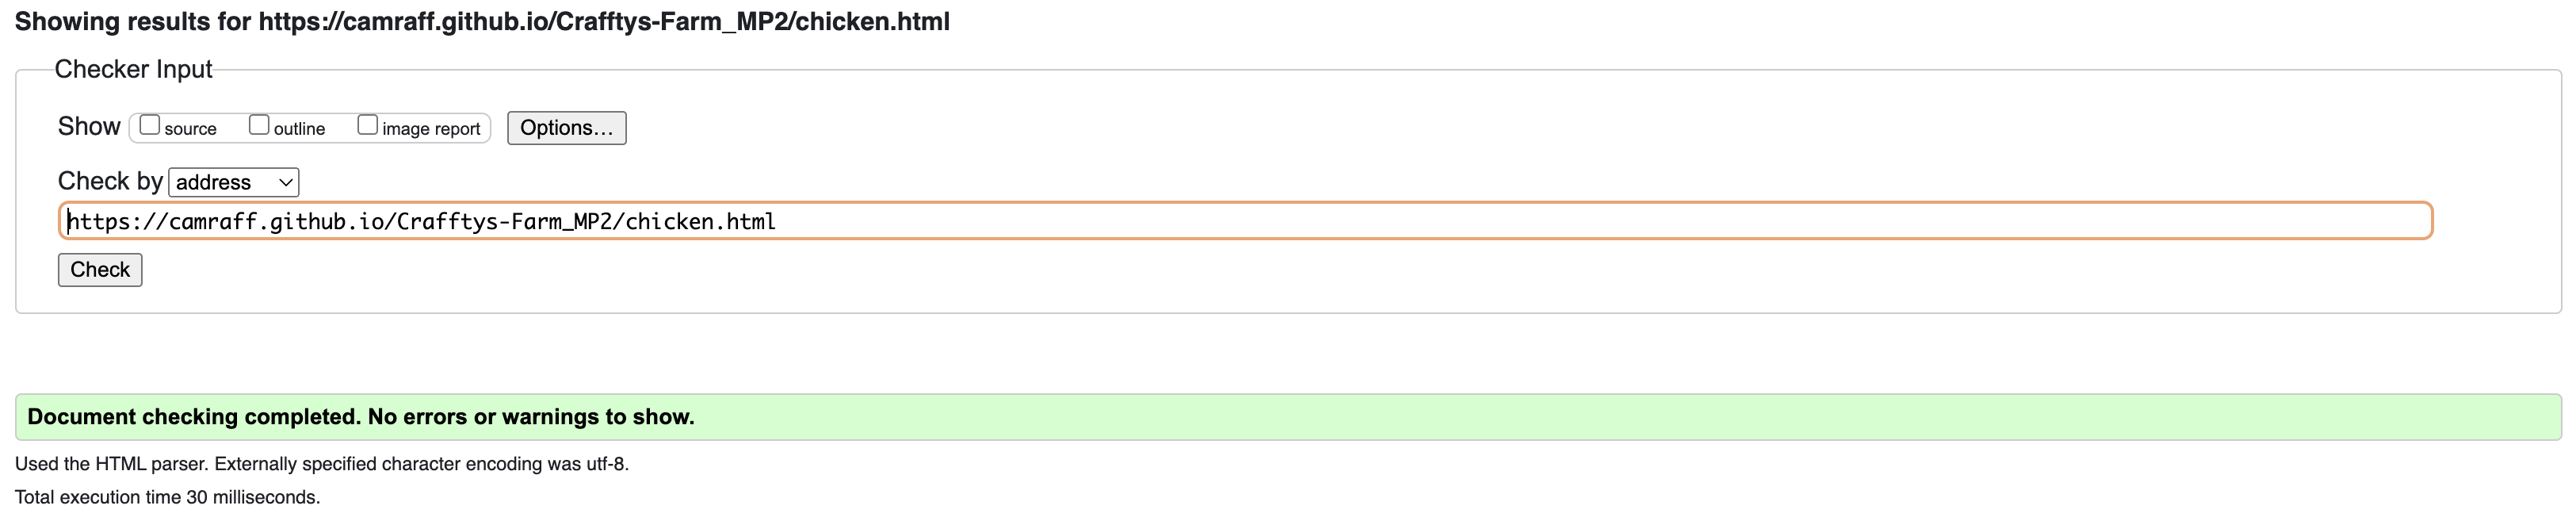 Showing results for https://camraff.github.io/Crafftys-Farm_MP2/chicken.html
Checker Input
Show source outline image report Options...
Check by address
https://camraff.github.io/Crafftys-Farm_MP2/chicken.html
Check
Document checking completed. No errors or warnings to show.
Used the HTML parser. Externally specified character encoding was utf-8.
Total execution time 30 milliseconds.